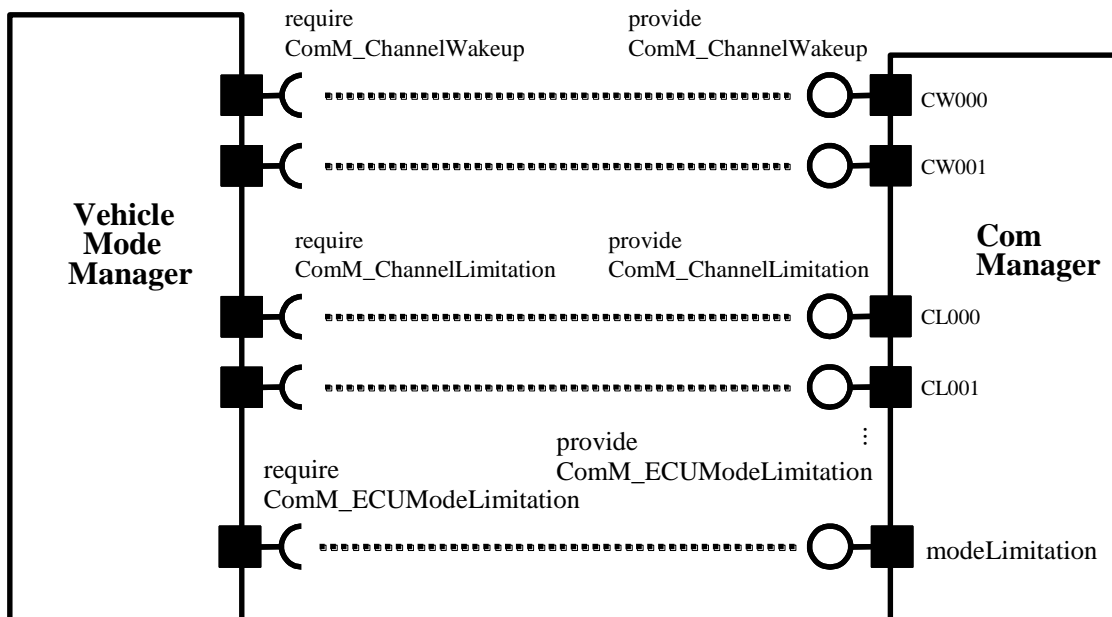 require
ComM_ChannelWakeup
provide
ComM_ChannelWakeup
CW000
CW001
Vehicle
Mode
Manager
require
ComM_ChannelLimitation
provide
ComM_ChannelLimitation
Com
Manager
CL000
CL001
...
require
ComM_ECUModeLimitation
provide
ComM_ECUModeLimitation
modeLimitation